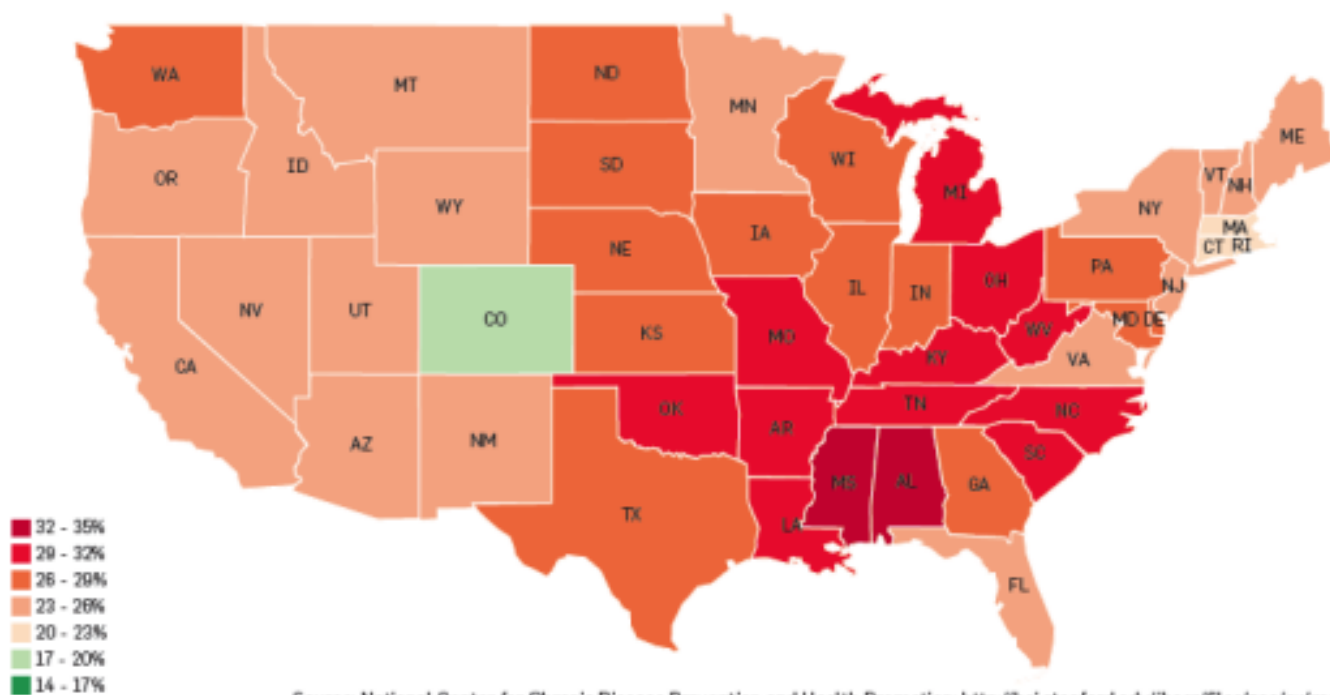 WA
MT
ND
MN
ME
OR
ID
SD
WI
VT
NH
WY
MI
NY
MA
CT RI
NE
IA
PA
NV
UT
CO
IL
IN
OH
NJ
KS
MO
WV
MD DE
CA
KY
VA
AZ
NM
OK
AR
TN
NC
SC
MS
AL
GA
TX
LA
FL
32 - 35%
29 - 32%
26 - 29%
23 - 26%
20 - 23%
17 - 20%
14 - 17%